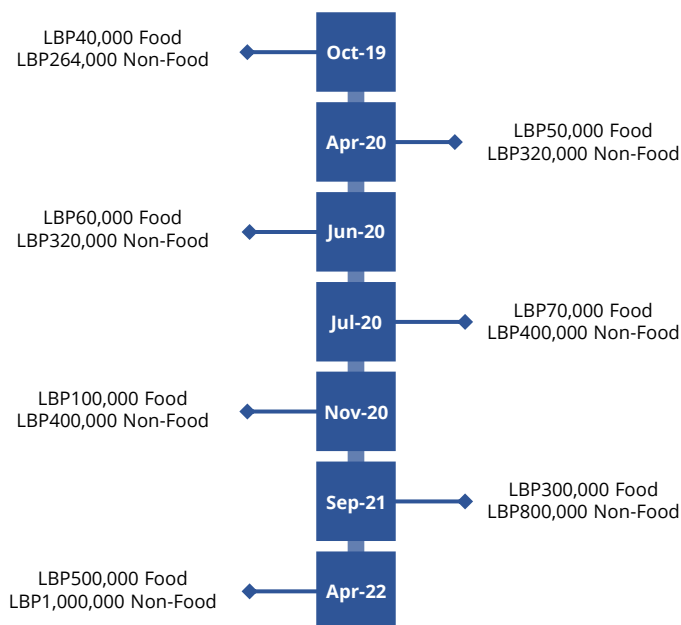 LBP40,000 Food
LBP264,000 Non-Food
Oct-19
Apr-20
LBP50,000 Food
LBP320,000 Non-Food
LBP60,000 Food
LBP320,000 Non-Food
Jun-20
Jul-20
LBP70,000 Food
LBP400,000 Non-Food
LBP100,000 Food
LBP400,000 Non-Food
Nov-20
Sep-21
LBP300,000 Food
LBP800,000 Non-Food
LBP500,000 Food
LBP1,000,000 Non-Food
Apr-22